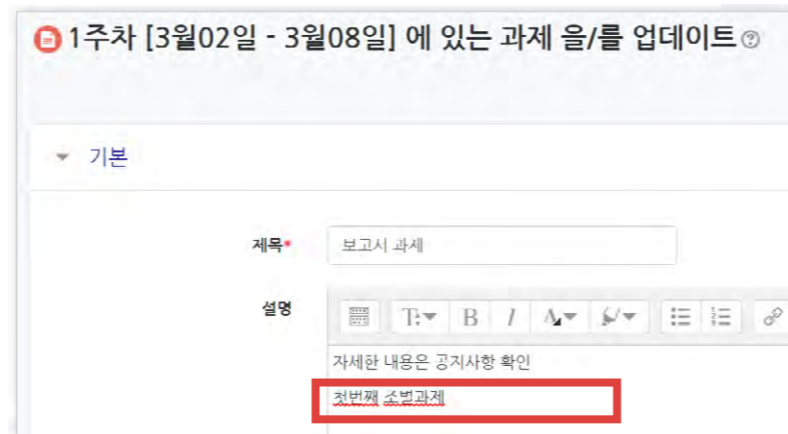 1주차 [3월02일 - 3월08일] 에 있는 과제 을/를 업데이트
기본
제목*
보고서 과제
설명
자세한 내용은 공지사항 확인
첫번째 조별과제